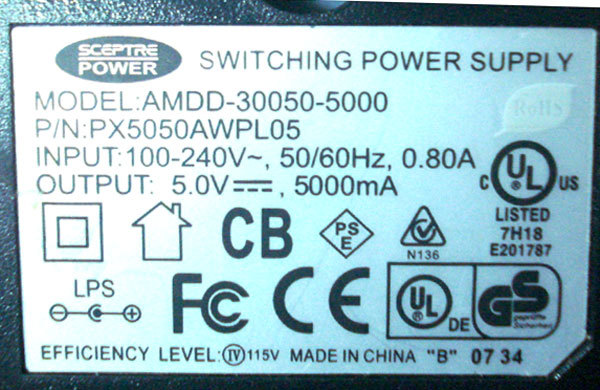 SCEPTRE
POWER
SWITCHING POWER SUPPLY
MODEL:AMDD-30050-5000
P/N:PX5050AWPL05
RoHS
INPUT:100-240V~, 50/60Hz, 0.80A
OUTPUT: 5.0V⎓, 5000mA
C UL US
LISTED
7H18
E201787
CB
PS
E
N136
LPS
FC
CE
UL
DE
GS
geprüfte
Sicherheit
EFFICIENCY LEVEL:IV 115V MADE IN CHINA "B" 07 34